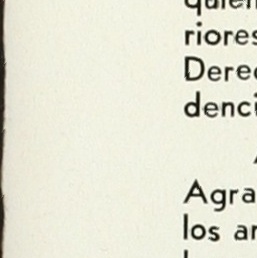 quien
riores
Derec
denci
Agra
los ar